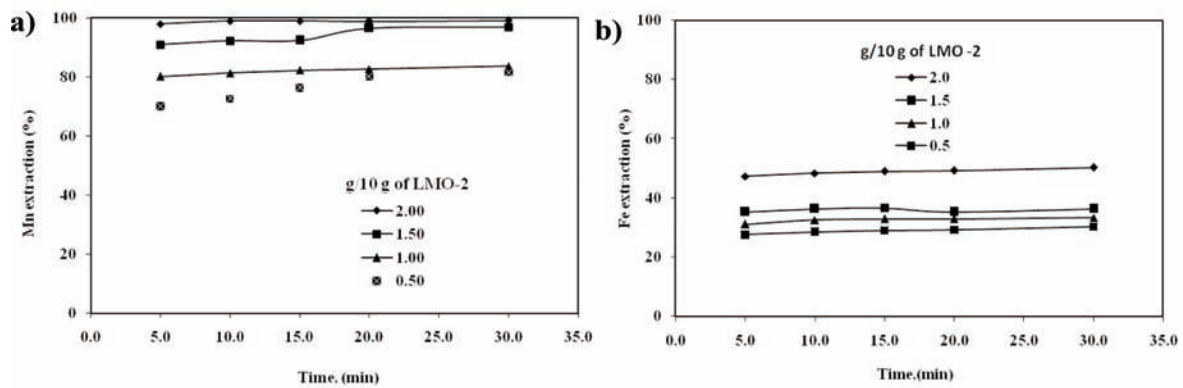 a)
100
80
60
40
20
0
Mn extraction (%)
g/10 g of LMO-2
2.00
1.50
1.00
0.50
0.0 5.0 10.0 15.0 20.0 25.0 30.0 35.0
Time. (min)
b)
100
80
60
40
20
0
Fe extraction (%)
g/10 g of LMO -2
2.0
1.5
1.0
0.5
0.0 5.0 10.0 15.0 20.0 25.0 30.0 35.0
Time.(min)